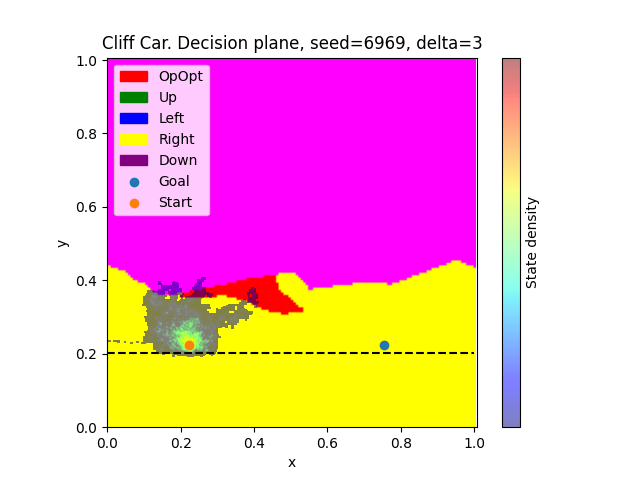 Cliff Car. Decision plane, seed=6969, delta=3
1.0
0.8
0.6
0.4
0.2
0.0
y
OpOpt
Up
Left
Right
Down
Goal
Start
0.0 0.2 0.4 0.6 0.8 1.0
x
State density